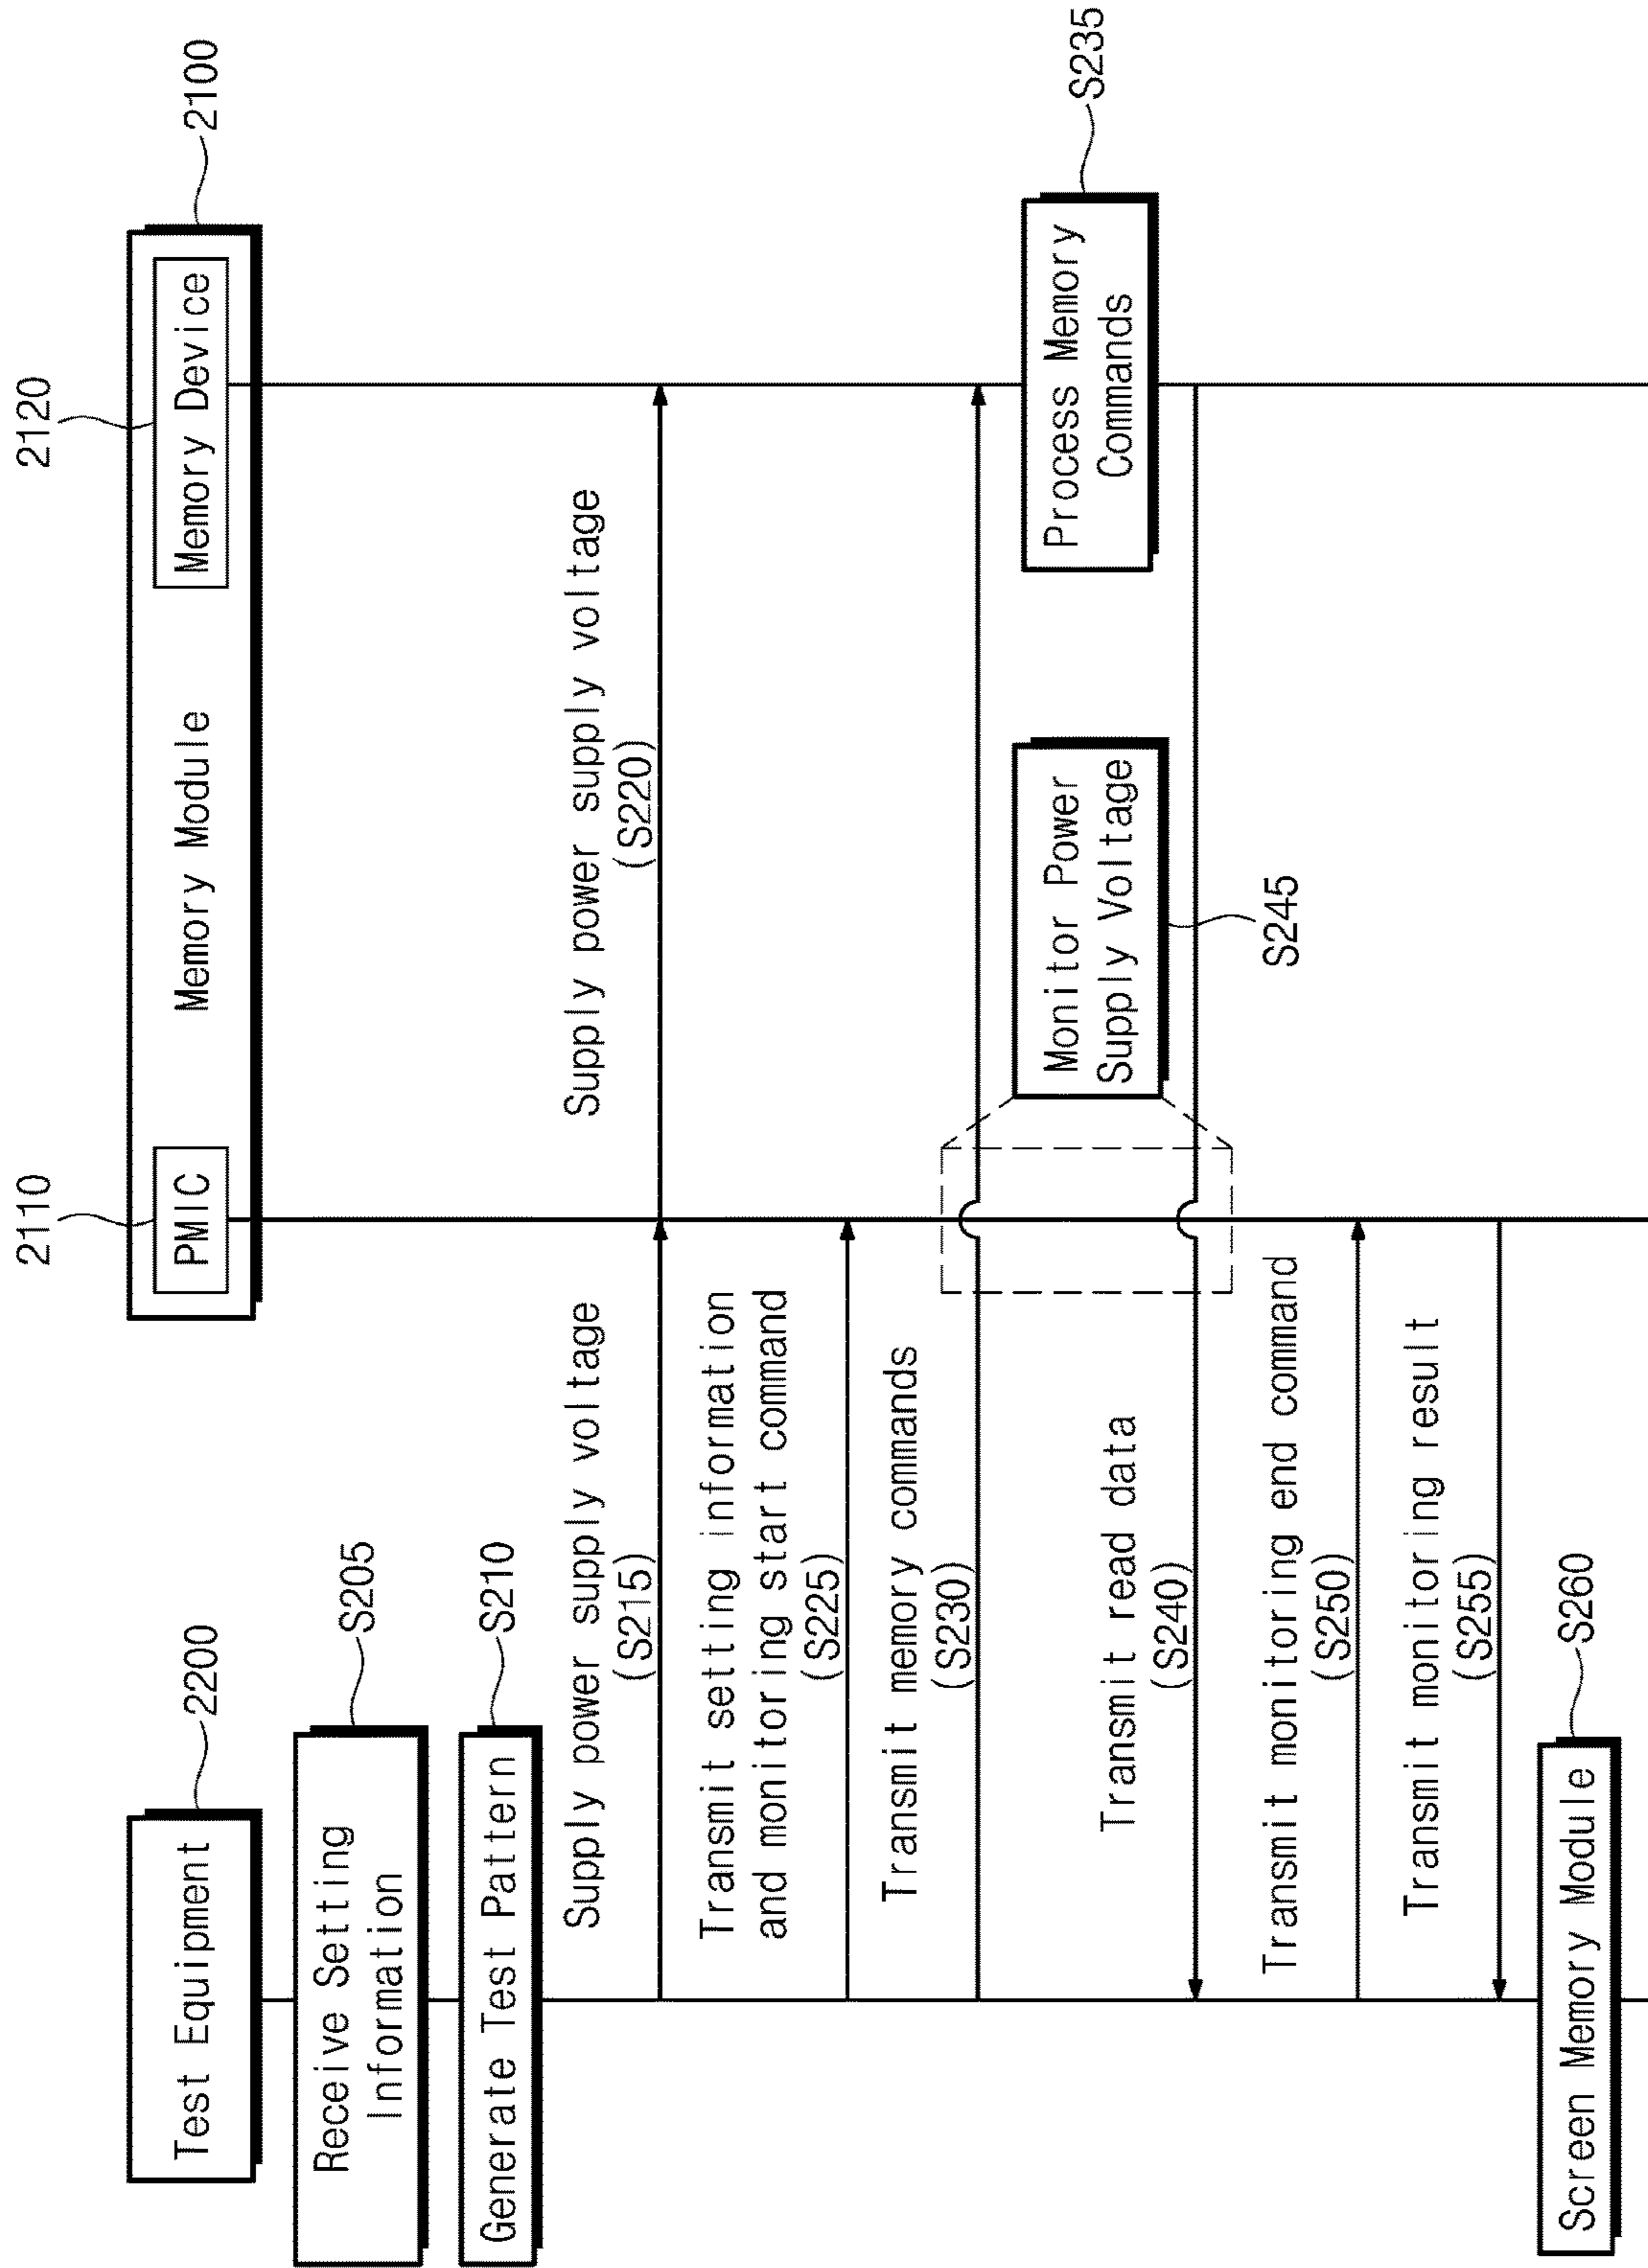 2110
2120
2200
2100
Test Equipment
PMIC
Memory Module
Memory Device
Receive Setting
Information
S205
Generate Test Pattern
S210
Supply power supply voltage
(S215)
Supply power supply voltage
(S220)
Transmit setting information
and monitoring start command
(S225)
Transmit memory commands
(S230)
Monitor Power
Supply Voltage
S245
Process Memory
Commands
S235
Transmit read data
(S240)
Transmit monitoring end command
(S250)
Transmit monitoring result
(S255)
Screen Memory Module
S260